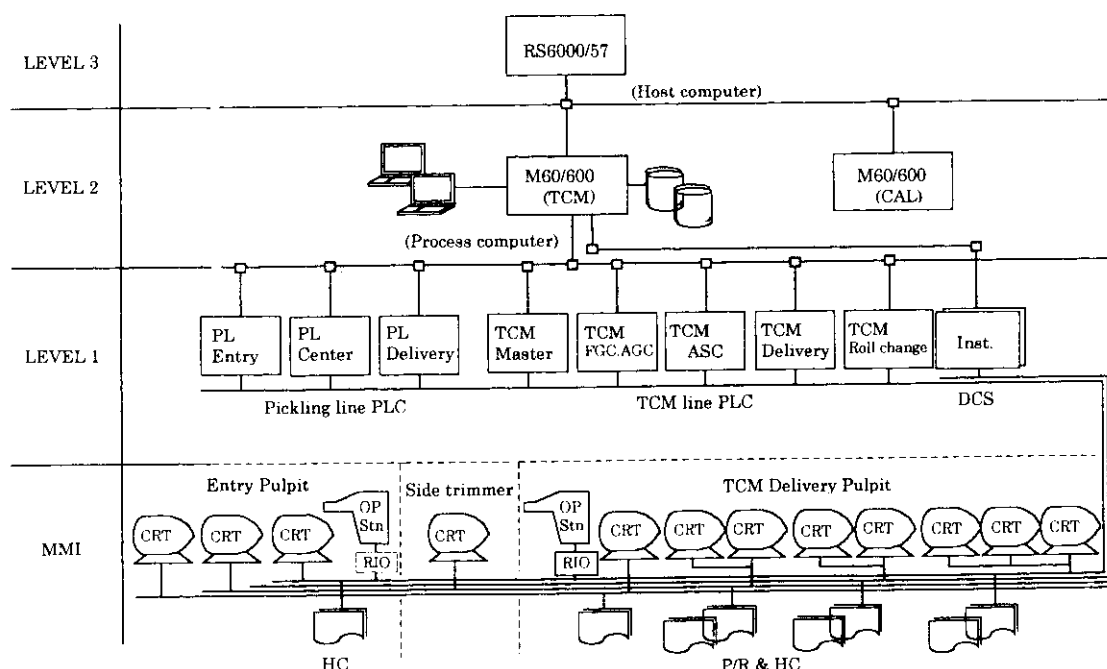 LEVEL 3
RS6000/57
(Host computer)
LEVEL 2
M60/600
(TCM)
M60/600
(CAL)
(Process computer)
LEVEL 1
PL
Entry
PL
Center
PL
Delivery
TCM
Master
TCM
FGC.AGC
TCM
ASC
TCM
Delivery
TCM
Roll change
Inst.
Pickling line PLC
TCM line PLC
DCS
MMI
Entry Pulpit
Side trimmer
TCM Delivery Pulpit
CRT
CRT
CRT
OP
Stn
RIO
CRT
OP
Stn
RIO
CRT
CRT
CRT
CRT
CRT
CRT
CRT
CRT
HC
P/R & HC